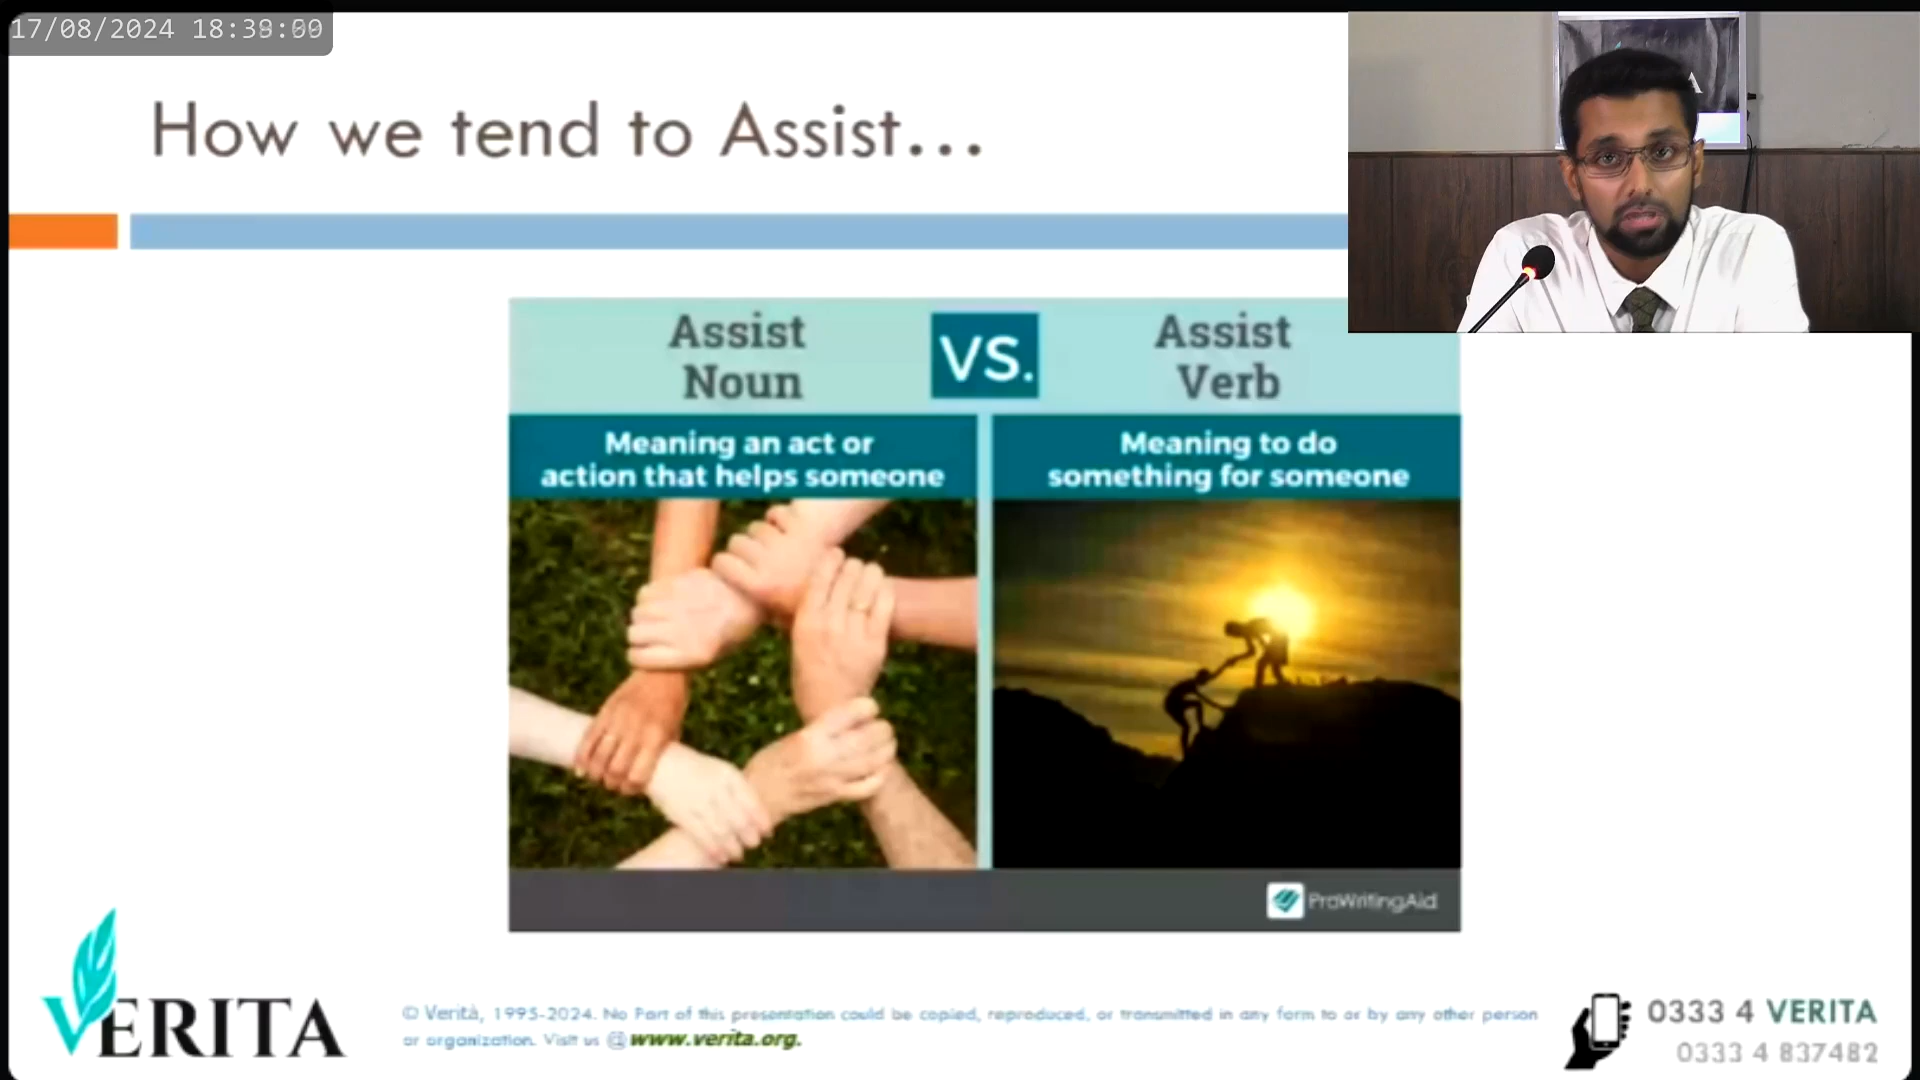 17/08/2024 18:3
How we tend to Assist...
Assist
Noun
VS.
Assist
Verb
Meaning an act or
action that helps someone
Meaning to do
something for someone
ProWritingAid
VERITA
© Verità, 1995-2024. No Part of this presentation could be copied, reproduced, or transmitted in any form to or by any other person
or organization. Visit us @ www.verita.org.
0333 4 VERITA
0333 4 837482
A